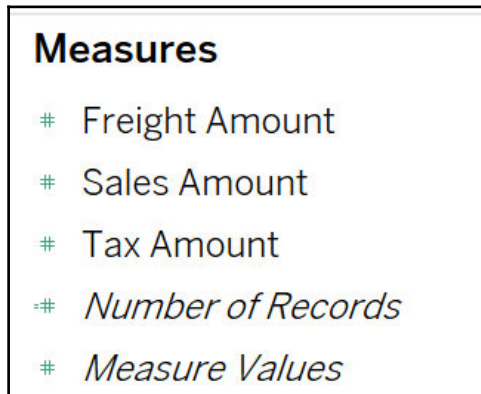 Measures
# Freight Amount
# Sales Amount
# Tax Amount
=# Number of Records
# Measure Values